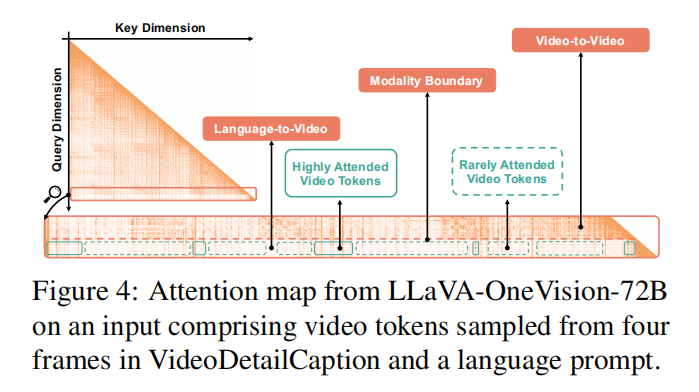 Key Dimension
Query Dimension
Video-to-Video
Modality Boundary
Language-to-Video
Highly Attended
Video Tokens
Rarely Attended
Video Tokens
Figure 4: Attention map from LLaVA-OneVision-72B
on an input comprising video tokens sampled from four
frames in VideoDetailCaption and a language prompt.